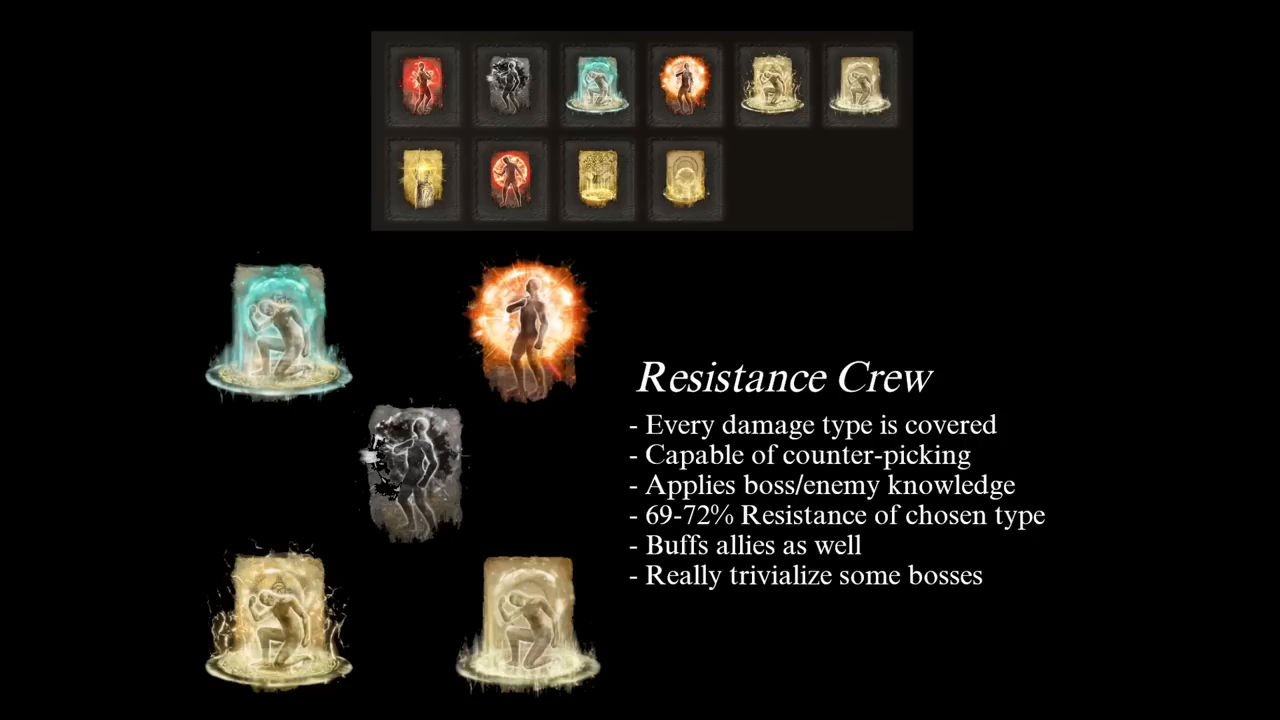 Resistance Crew
- Every damage type is covered
- Capable of counter-picking
- Applies boss/enemy knowledge
- 69-72% Resistance of chosen type
- Buffs allies as well
- Really trivialize some bosses